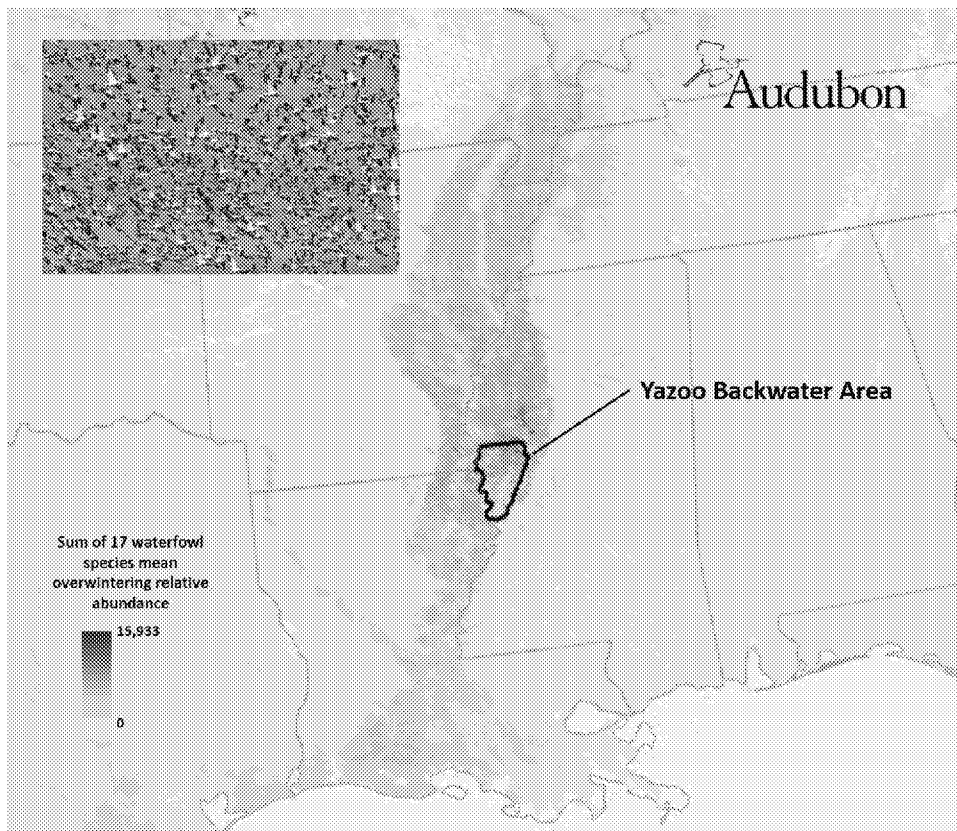 Audubon
Yazoo Backwater Area
Sum of 17 waterfowl
species mean
overwintering relative
abundance
15,933
0